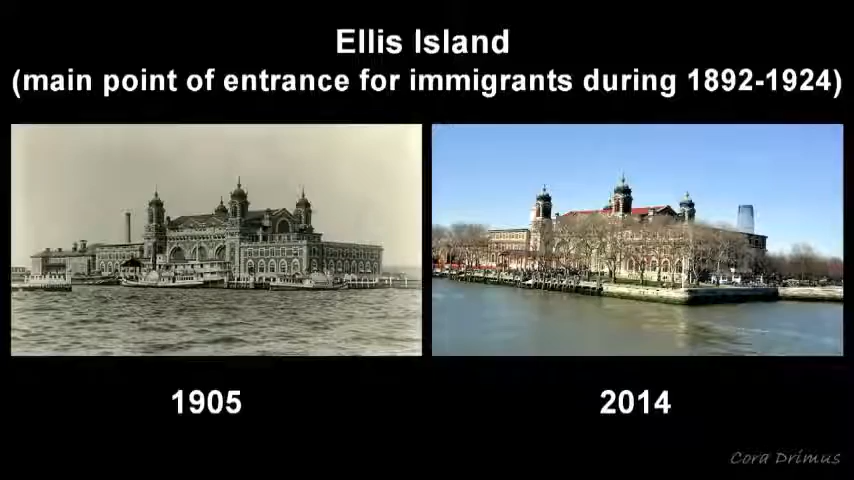 Ellis Island
(main point of entrance for immigrants during 1892-1924)
1905
2014
Cora Drimus